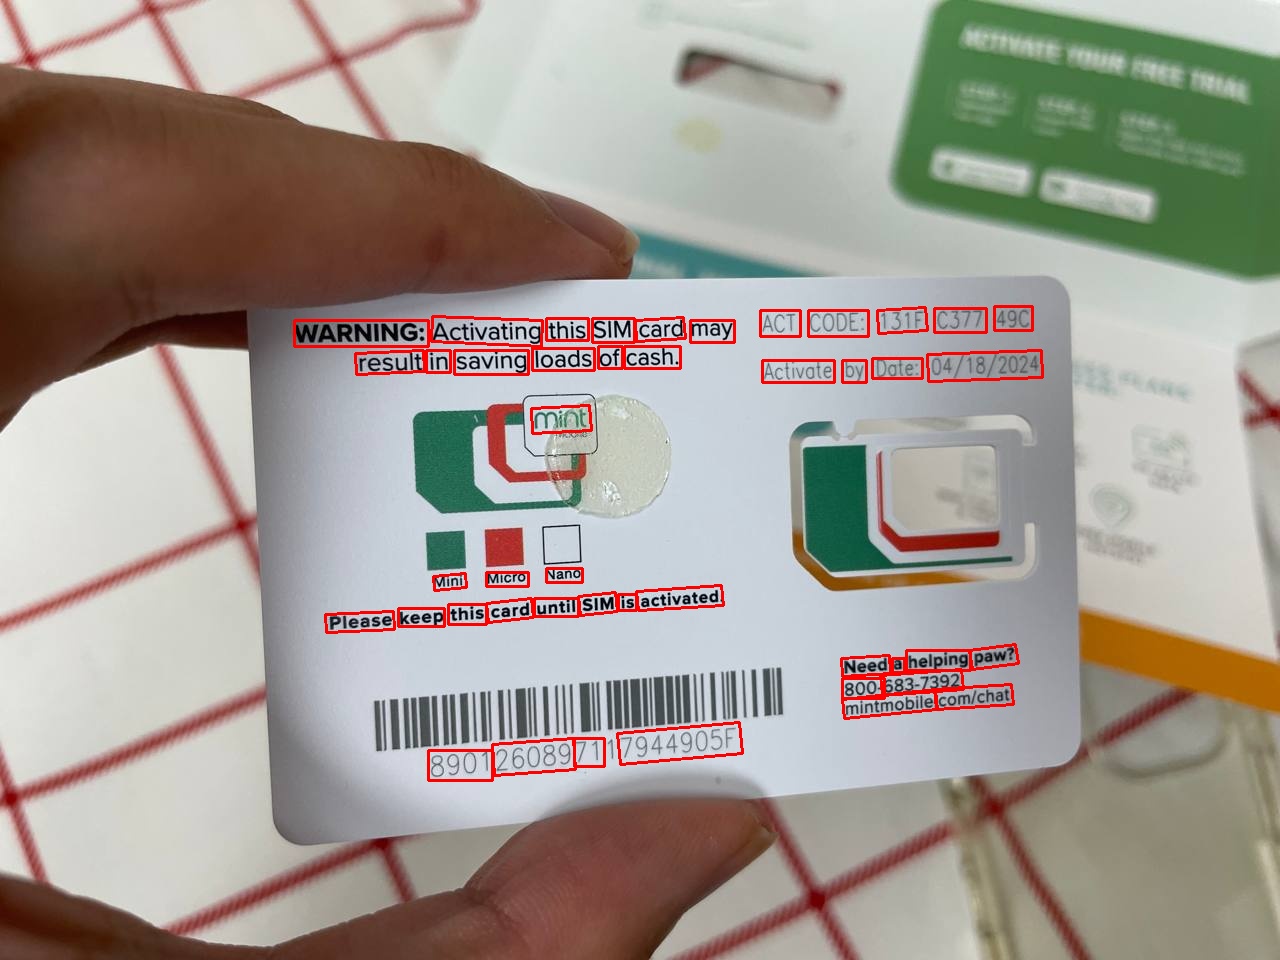 ACTIVATE YOUR FREE TRIAL
WARNING: Activating this SIM card may
result in saving loads of cash.
ACT CODE: 131F C377 49C
Activate by Date: 04/18/2024
mint
Mini Micro Nano
Please keep this card until SIM is activated.
8901260897117944905F
Need a helping paw?
800-683-7392
mintmobile.com/chat